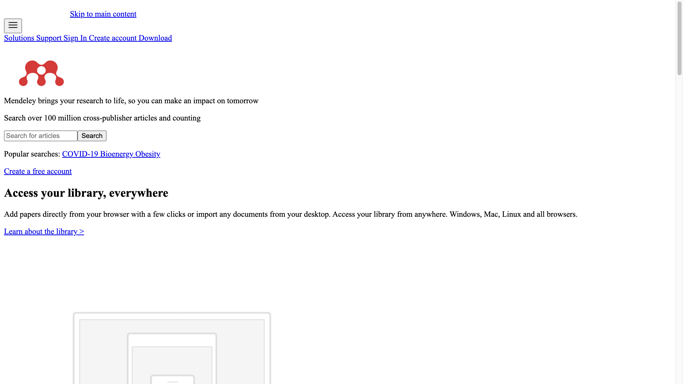 Skip to main content
Solutions Support Sign In Create account Download
Mendeley brings your research to life, so you can make an impact on tomorrow
Search over 100 million cross-publisher articles and counting
Search for articles Search
Popular searches: COVID-19 Bioenergy Obesity
Create a free account
Access your library, everywhere
Add papers directly from your browser with a few clicks or import any documents from your desktop. Access your library from anywhere. Windows, Mac, Linux and all browsers.
Learn about the library >